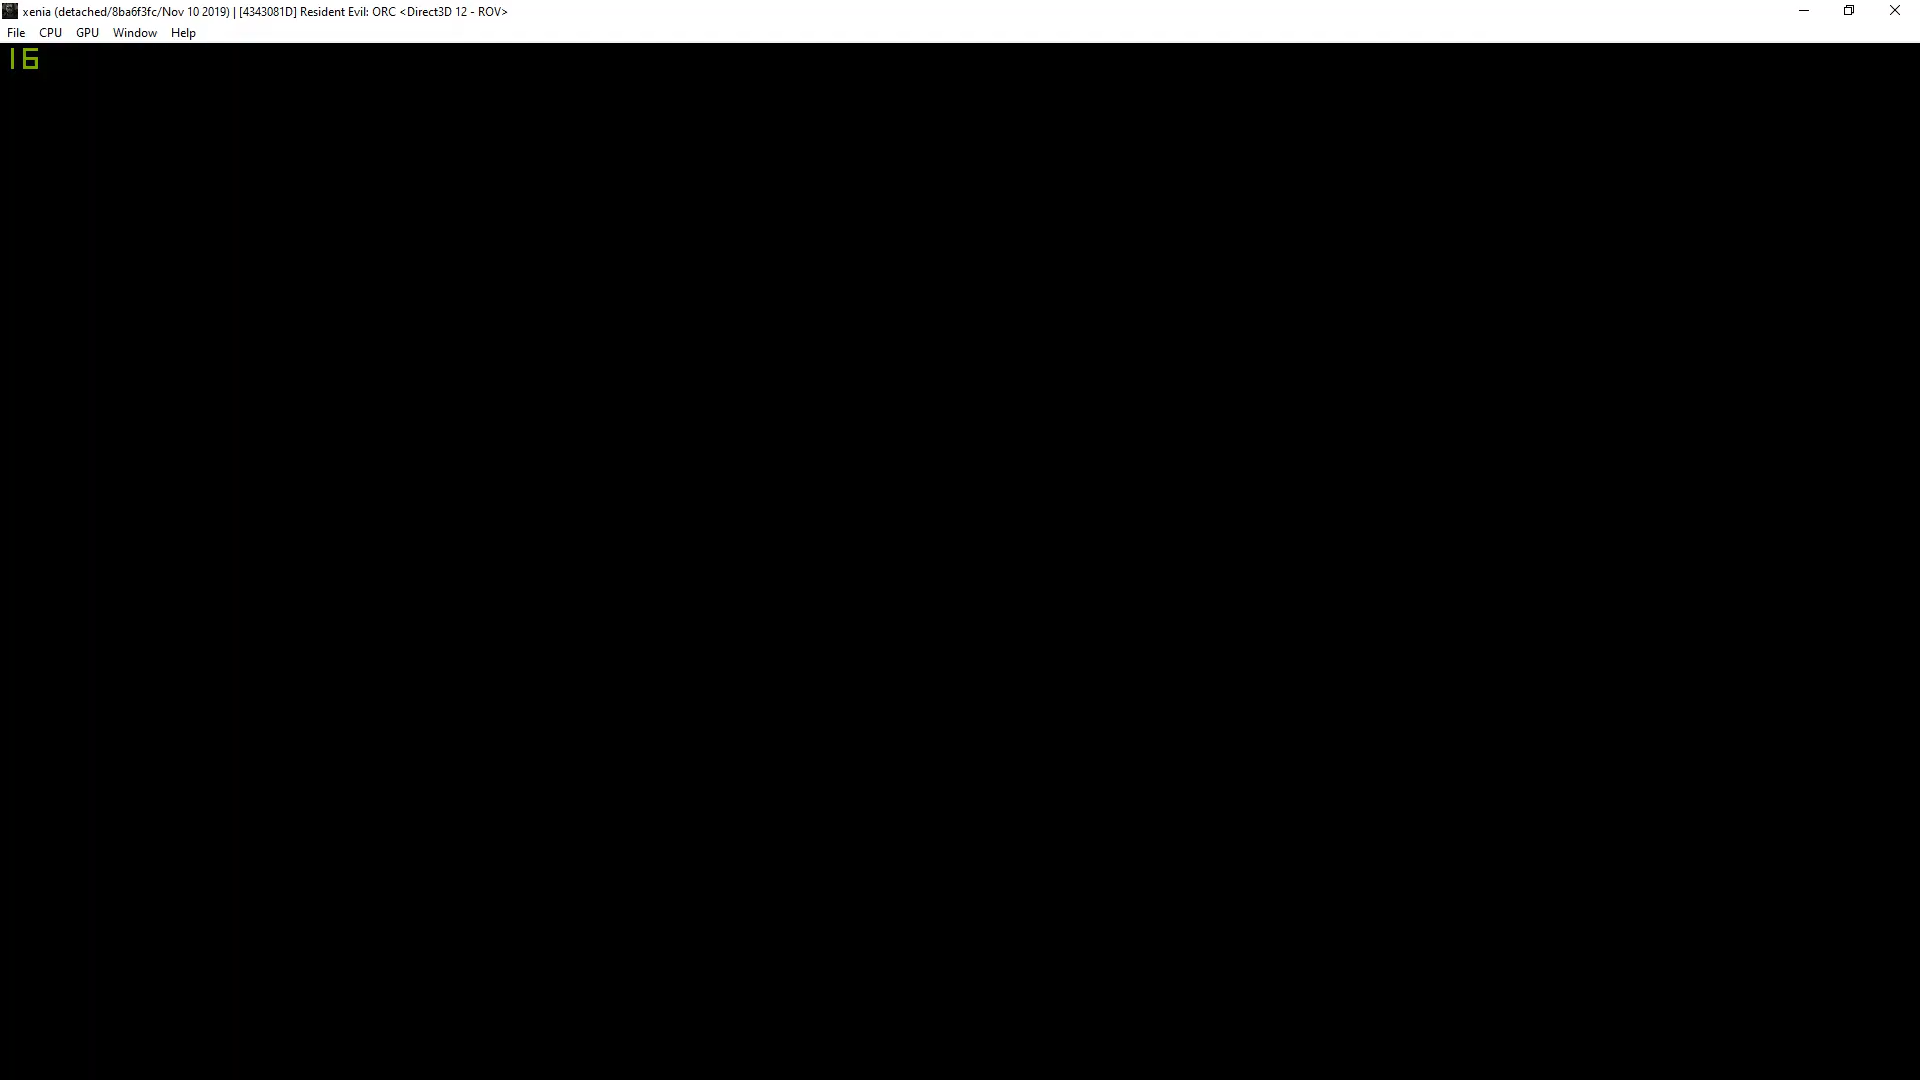 xenia (detached/8ba6f3fc/Nov 10 2019) | [4343081D] Resident Evil: ORC <Direct3D 12 - ROV>
File CPU GPU Window Help
16